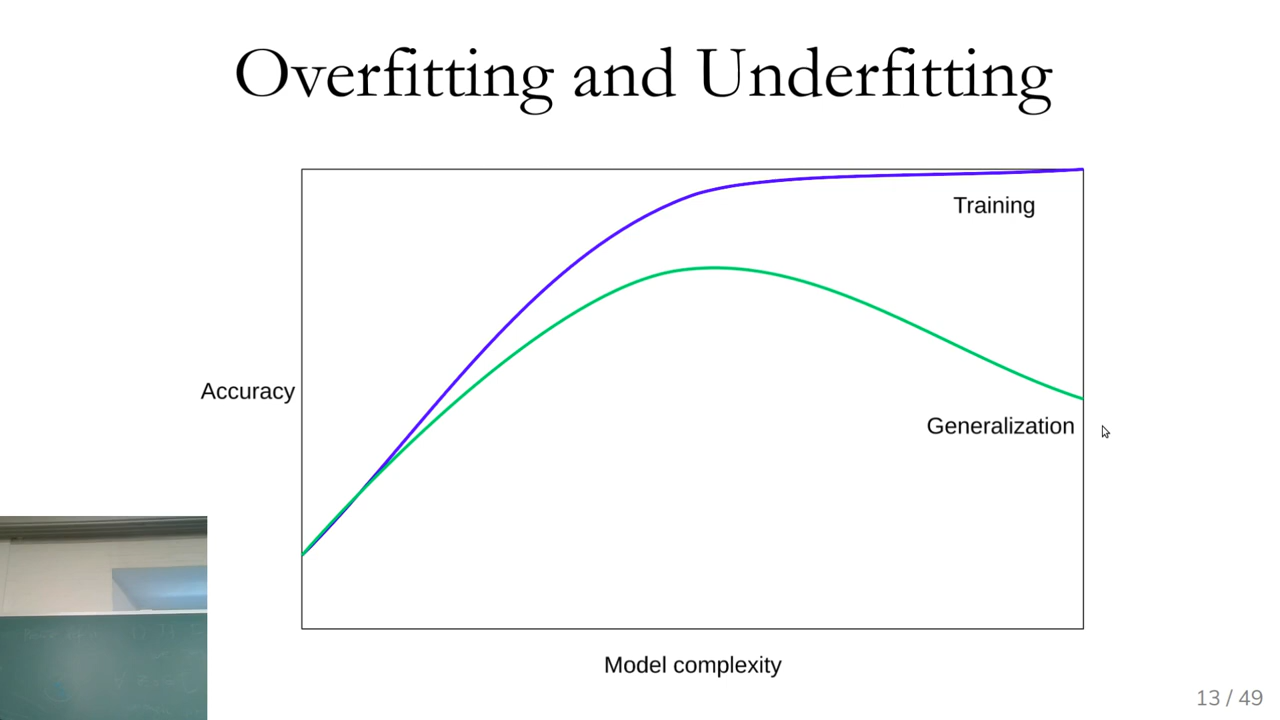 Overfitting and Underfitting
Training
Accuracy
Generalization
Model complexity
13 / 49